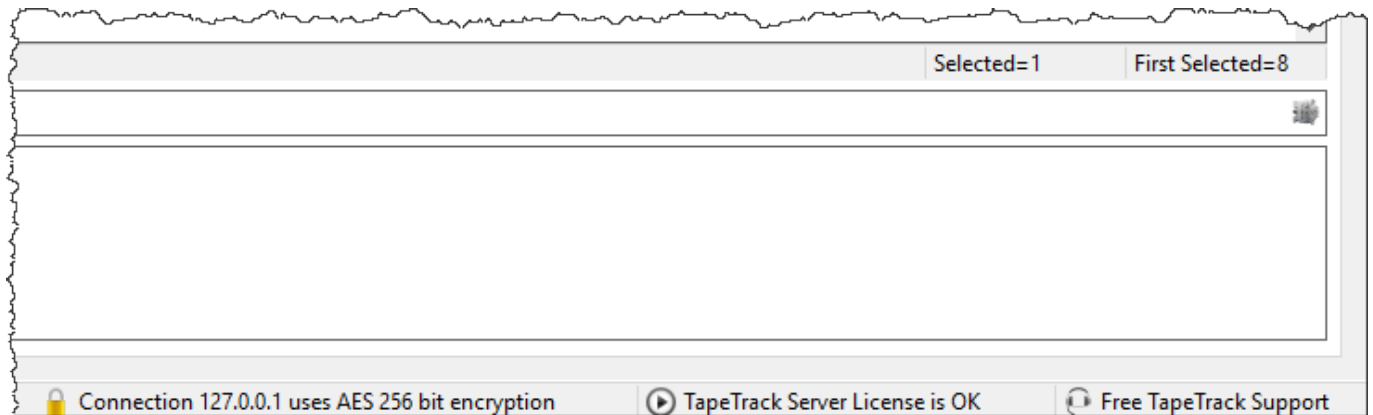 Selected=1 First Selected=8
Connection 127.0.0.1 uses AES 256 bit encryption TapeTrack Server License is OK Free TapeTrack Support